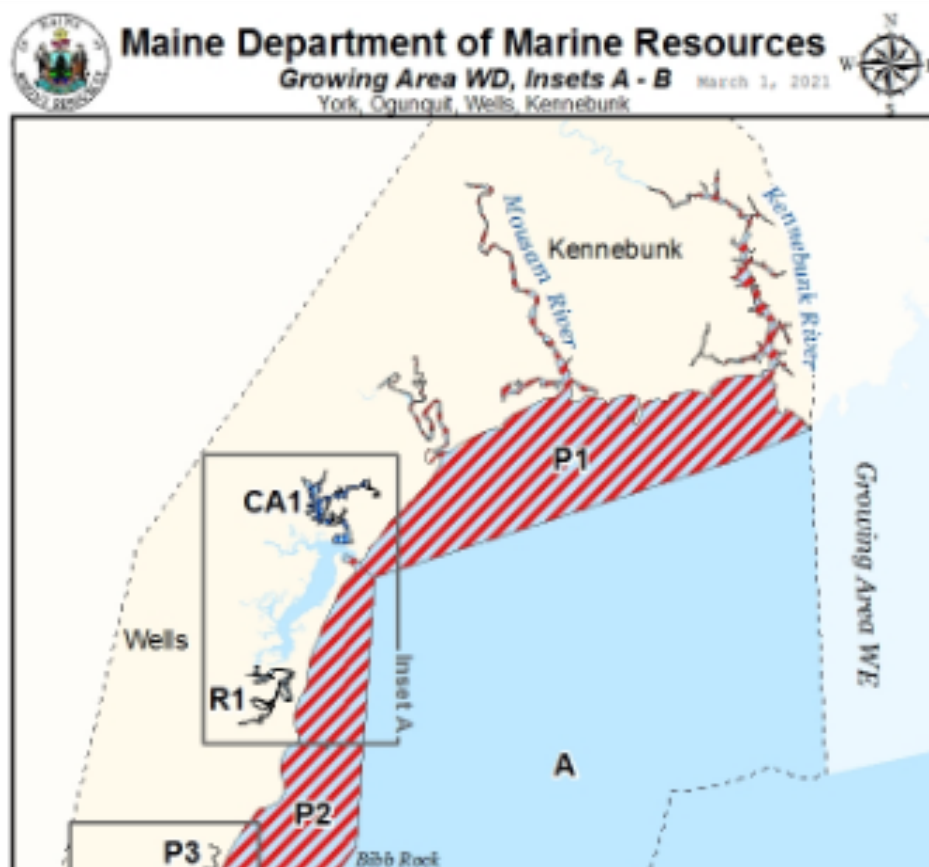 Maine Department of Marine Resources
Growing Area WD, Insets A - B
March 1, 2021
York, Ogunquit, Wells, Kennebunk
N
W
S
Mousam River
Kennebunk
Kennebunk River
P1
CA1
Growing Area WE
Wells
Inset A
R1
A
P2
P3
Bibb Rock